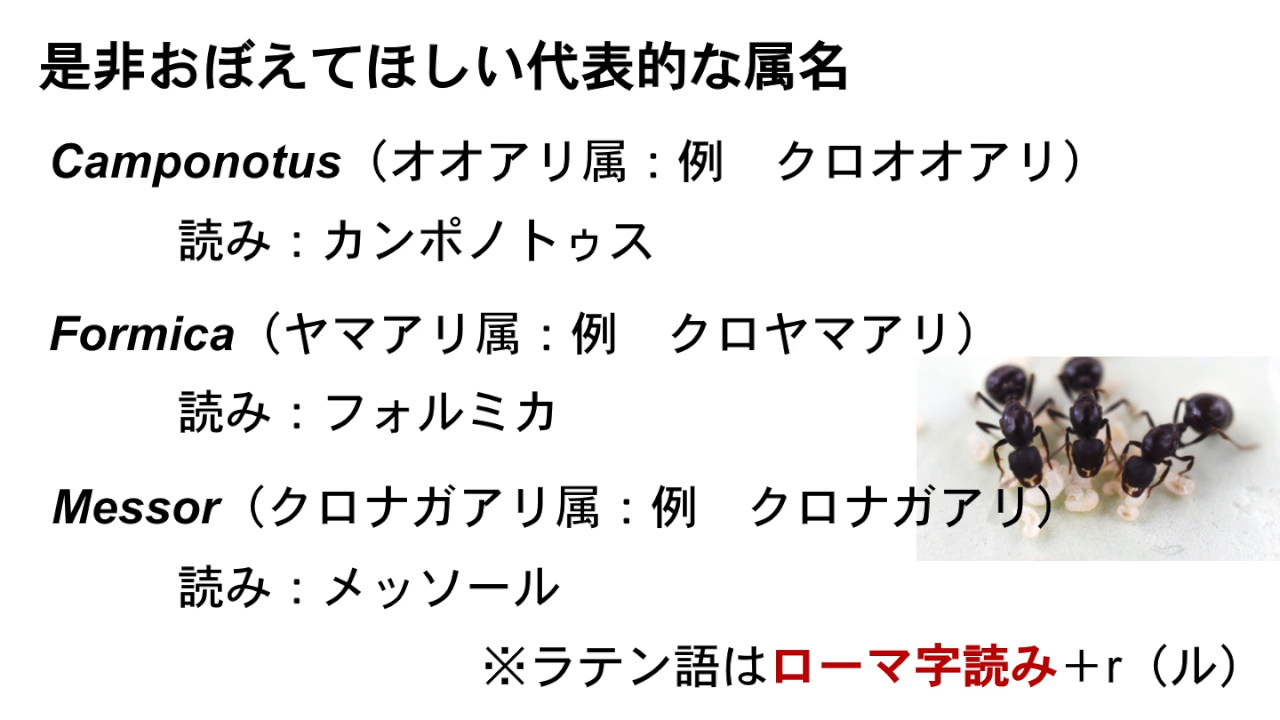 是非おぼえてほしい代表的な属名
Camponotus（オオアリ属：例　クロオオアリ）
読み：カンポノトゥス
Formica（ヤマアリ属：例　クロヤマアリ）
読み：フォルミカ
Messor（クロナガアリ属：例　クロナガアリ）
読み：メッソール
※ラテン語はローマ字読み＋r（ル）